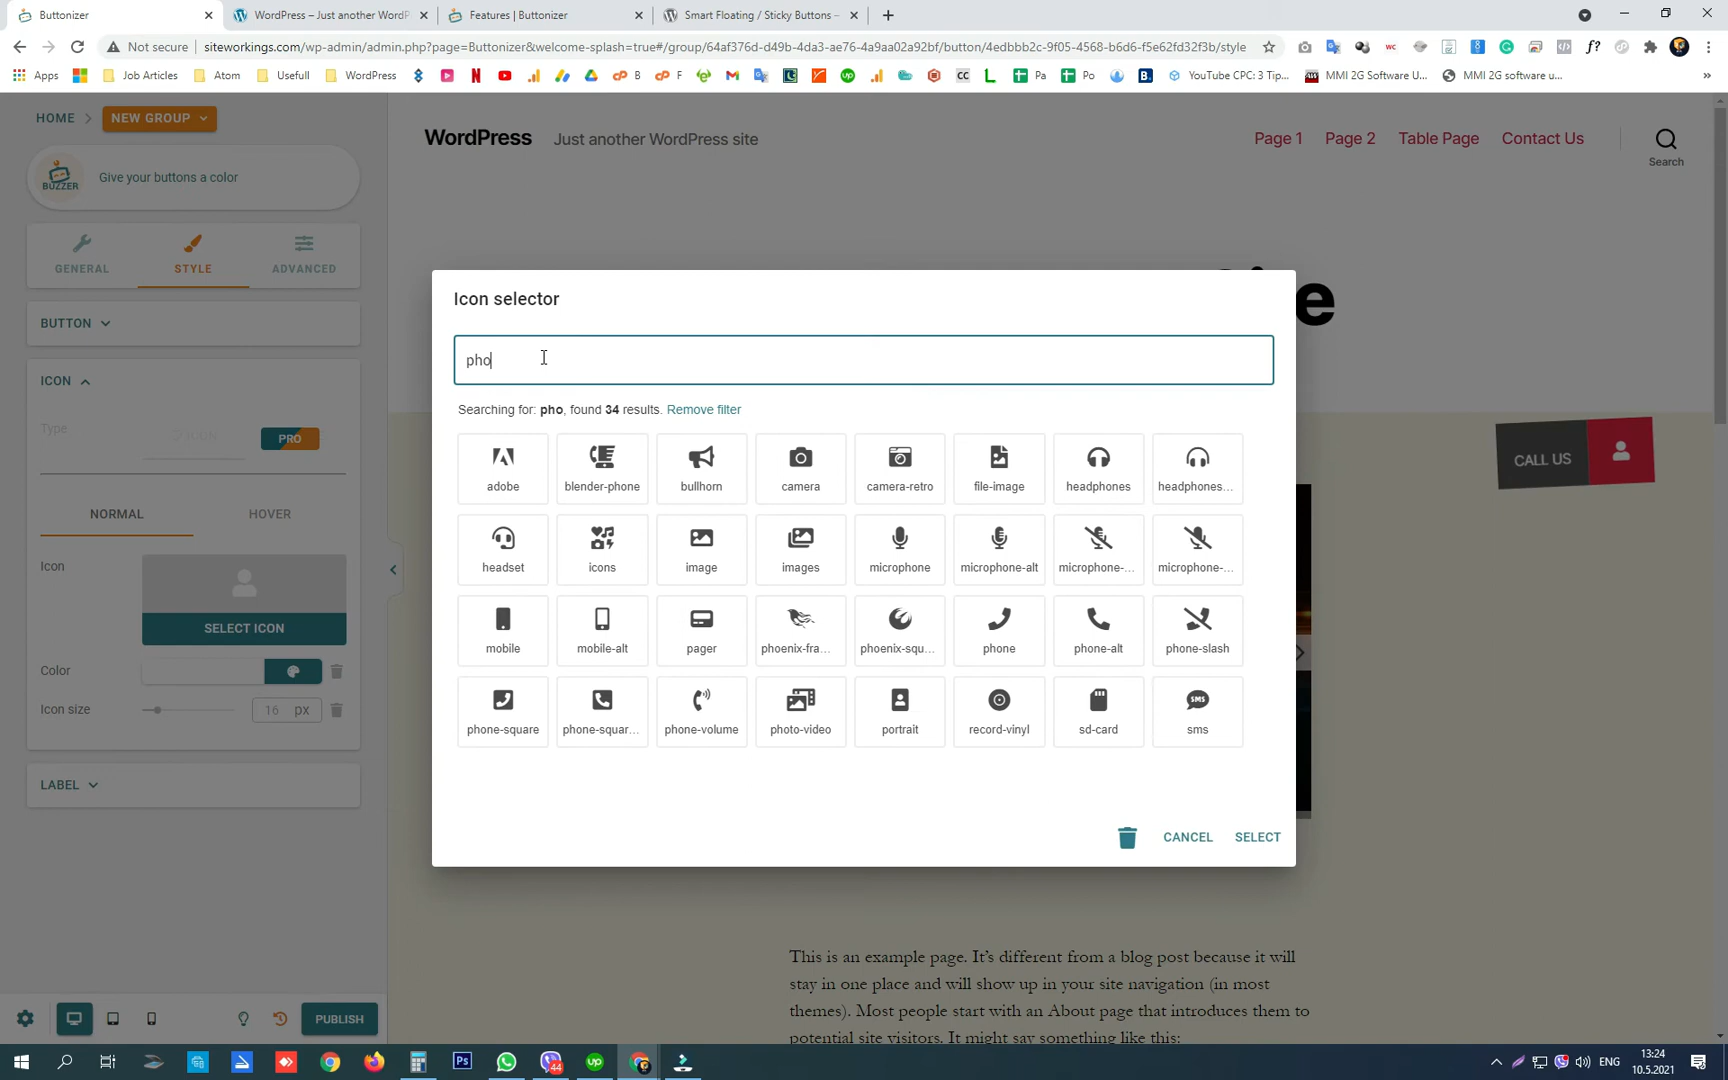 Buttonizer
WordPress – Just another WordP
Features | Buttonizer
Smart Floating / Sticky Buttons –
Not secure
siteworkings.com/wp-admin/admin.php?page=Buttonizer&welcome-splash=true#/group/64af376d-d49b-4da3-ae76-4a9aa02a92bf/button/4edbbb2c-9f05-4568-b6d6-f5e62fd32f3b/style
Apps
Job Articles
Atom
Usefull
WordPress
B
F
CC
Pa
Po
YouTube CPC: 3 Tip...
MMI 2G Software U...
MMI 2G software u...
HOME
NEW GROUP
BUZZER
Give your buttons a color
GENERAL
STYLE
ADVANCED
BUTTON
ICON
Type
ICON
PRO
NORMAL
HOVER
Icon
SELECT ICON
Color
Icon size
16 px
LABEL
PUBLISH
WordPress
Just another WordPress site
Page 1
Page 2
Table Page
Contact Us
Search
CALL US
Icon selector
pho
Searching for: pho, found 34 results. Remove filter
adobe
blender-phone
bullhorn
camera
camera-retro
file-image
headphones
headphones...
headset
icons
image
images
microphone
microphone-alt
microphone-...
microphone-...
mobile
mobile-alt
pager
phoenix-fra...
phoenix-squ...
phone
phone-alt
phone-slash
phone-square
phone-squar...
phone-volume
photo-video
portrait
record-vinyl
sd-card
sms
CANCEL
SELECT
This is an example page. It's different from a blog post because it will
stay in one place and will show up in your site navigation (in most
themes). Most people start with an About page that introduces them to
potential site visitors. It might say something like this:
ENG
13:24
10.5.2021